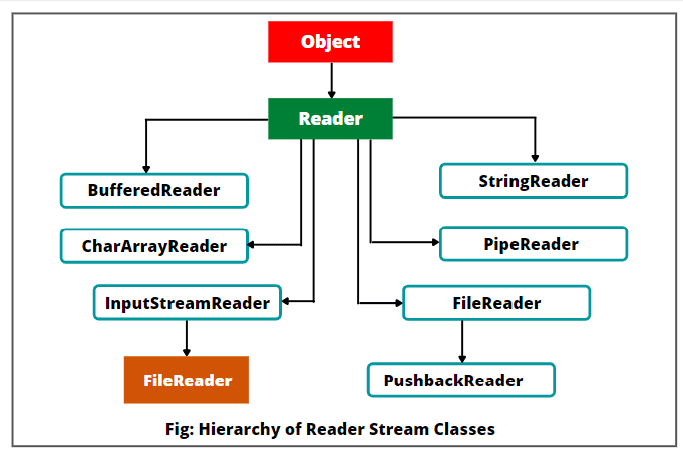 Object
Reader
BufferedReader
StringReader
CharArrayReader
PipeReader
InputStreamReader
FileReader
FileReader
PushbackReader
Fig: Hierarchy of Reader Stream Classes